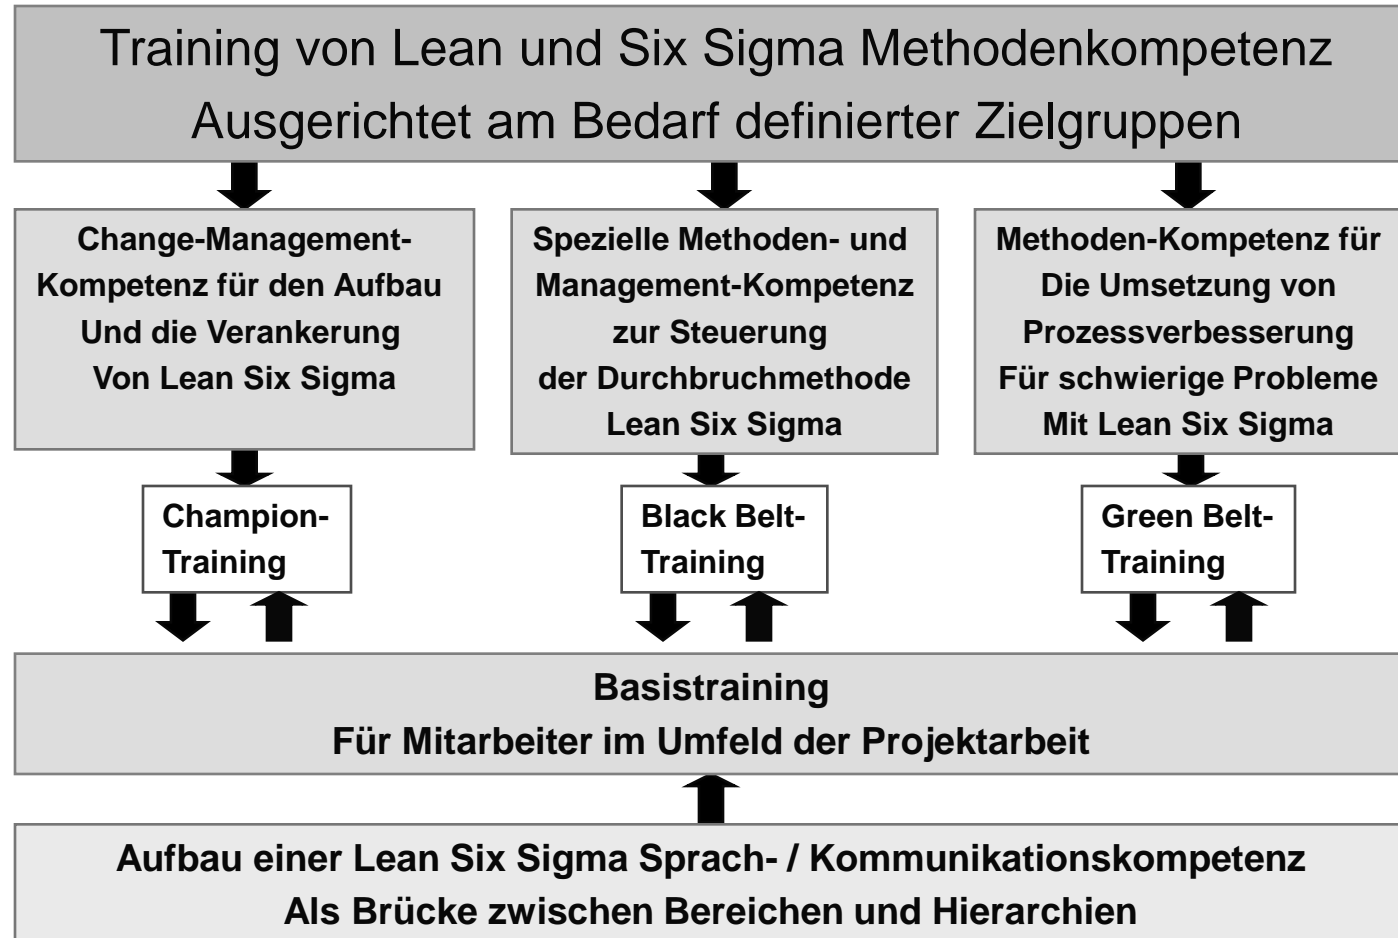 Training von Lean und Six Sigma Methodenkompetenz
Ausgerichtet am Bedarf definierter Zielgruppen
Change-Management-
Kompetenz für den Aufbau
Und die Verankerung
Von Lean Six Sigma
Spezielle Methoden- und
Management-Kompetenz
zur Steuerung
der Durchbruchmethode
Lean Six Sigma
Methoden-Kompetenz für
Die Umsetzung von
Prozessverbesserung
Für schwierige Probleme
Mit Lean Six Sigma
Champion-
Training
Black Belt-
Training
Green Belt-
Training
Basistraining
Für Mitarbeiter im Umfeld der Projektarbeit
Aufbau einer Lean Six Sigma Sprach- / Kommunikationskompetenz
Als Brücke zwischen Bereichen und Hierarchien